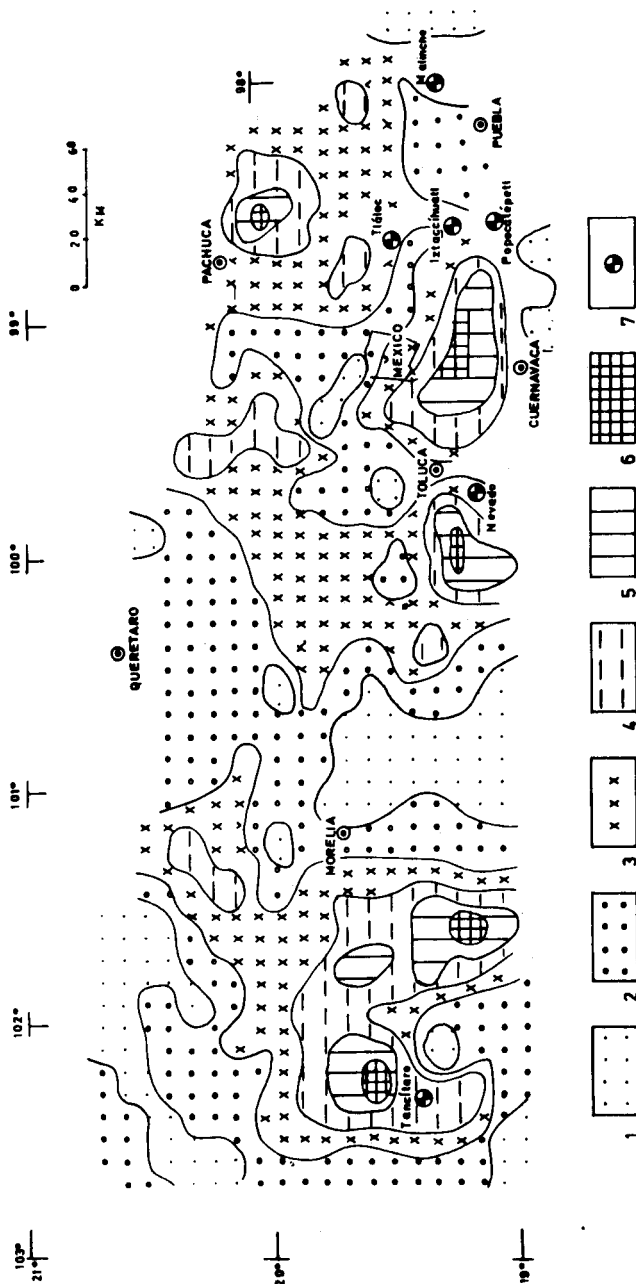 103°
102°
101°
100°
99°
98°
21°
20°
19°
0 20 40 60
KM
QUERETARO
PACHUCA
MORELIA
TOLUCA
MEXICO
CUERNAVACA
PUEBLA
Tancítaro
Nevado
Tláloc
Iztaccíhuatl
Popocatépetl
Malinche
1 2 3 4 5 6 7